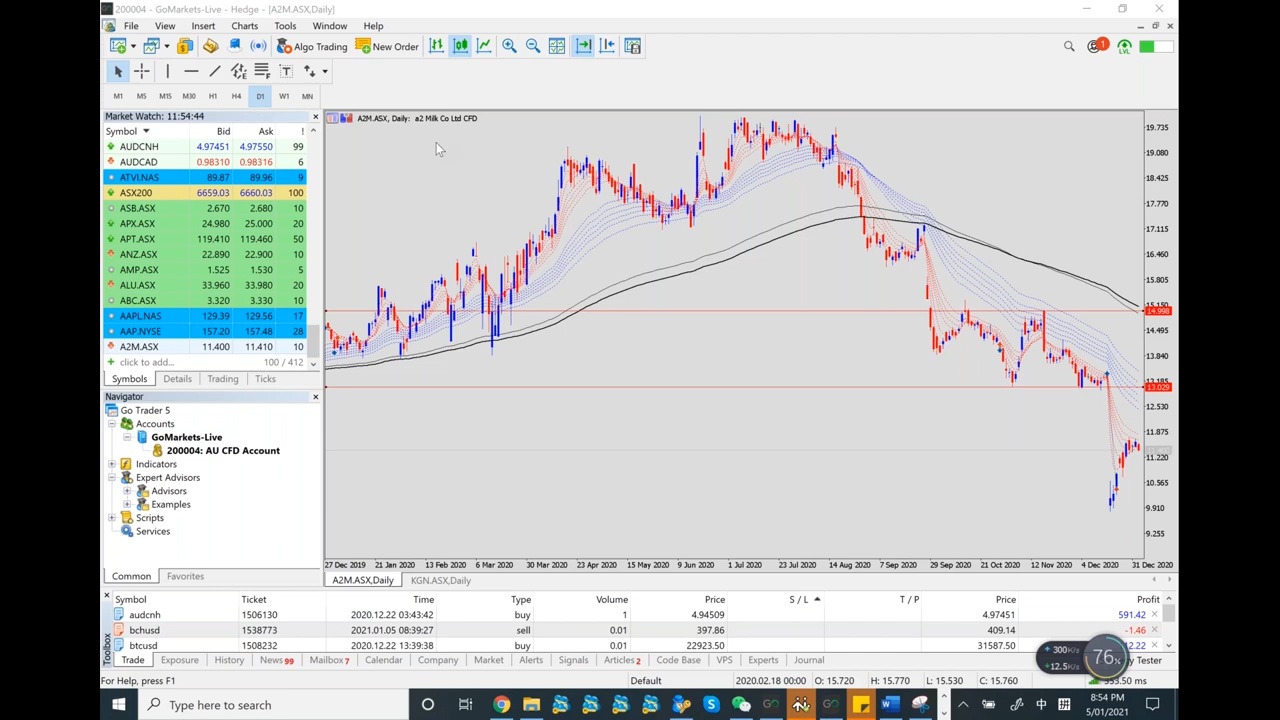 200004 - GoMarkets-Live - Hedge - [A2M.ASX,Daily]
File View Insert Charts Tools Window Help
Algo Trading New Order
1
LVL
M1 M5 M15 M30 H1 H4 D1 W1 MN
Market Watch: 11:54:44
Symbol Bid Ask !
AUDCNH 4.97451 4.97550 99
AUDCAD 0.98310 0.98316 6
ATVI.NAS 89.87 89.96 9
ASX200 6659.03 6660.03 100
ASB.ASX 2.670 2.680 10
APX.ASX 24.980 25.000 20
APT.ASX 119.410 119.460 50
ANZ.ASX 22.890 22.900 10
AMP.ASX 1.525 1.530 5
ALU.ASX 33.960 33.980 20
ABC.ASX 3.320 3.330 10
AAPL.NAS 129.39 129.56 17
AAP.NYSE 157.20 157.48 28
A2M.ASX 11.400 11.410 10
click to add... 100 / 412
Symbols Details Trading Ticks
Navigator
Go Trader 5
Accounts
GoMarkets-Live
200004: AU CFD Account
Indicators
Expert Advisors
Advisors
Examples
Scripts
Services
Common Favorites
A2M.ASX, Daily: a2 Milk Co Ltd CFD
19.735
19.080
18.425
17.770
17.115
16.460
15.805
15.150
14.998
14.495
13.840
13.185
13.029
12.530
11.875
11.220
10.565
9.910
9.255
27 Dec 2019 21 Jan 2020 13 Feb 2020 6 Mar 2020 30 Mar 2020 23 Apr 2020 15 May 2020 9 Jun 2020 1 Jul 2020 23 Jul 2020 14 Aug 2020 7 Sep 2020 29 Sep 2020 21 Oct 2020 12 Nov 2020 4 Dec 2020 31 Dec 2020
A2M.ASX,Daily KGN.ASX,Daily
Symbol Ticket Time Type Volume Price S / L T / P Price Profit
audcnh 1506130 2020.12.22 03:43:42 buy 1 4.94509 4.97451 591.42
bchusd 1538773 2021.01.05 08:39:27 sell 0.01 397.86 409.14 -1.46
btcusd 1508232 2020.12.22 13:39:38 buy 0.01 22923.50 31587.50
Toolbox
Trade Exposure History News 99 Mailbox 7 Calendar Company Market Alerts Signals Articles 2 Code Base VPS Experts Journal
300K/s
12.5K/s
76%
For Help, press F1 Default 2020.02.18 00:00 O: 15.720 H: 15.770 L: 15.530 C: 15.760
Type here to search
中 拼
8:54 PM
5/01/2021